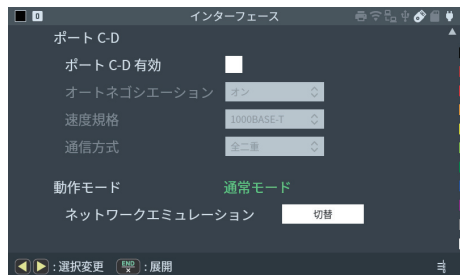 0 インターフェース
ポート C-D
ポート C-D 有効
オートネゴシエーション オン
速度規格 1000BASE-T
通信方式 全二重
動作モード 通常モード
ネットワークエミュレーション 切替
:選択変更 END × :展開